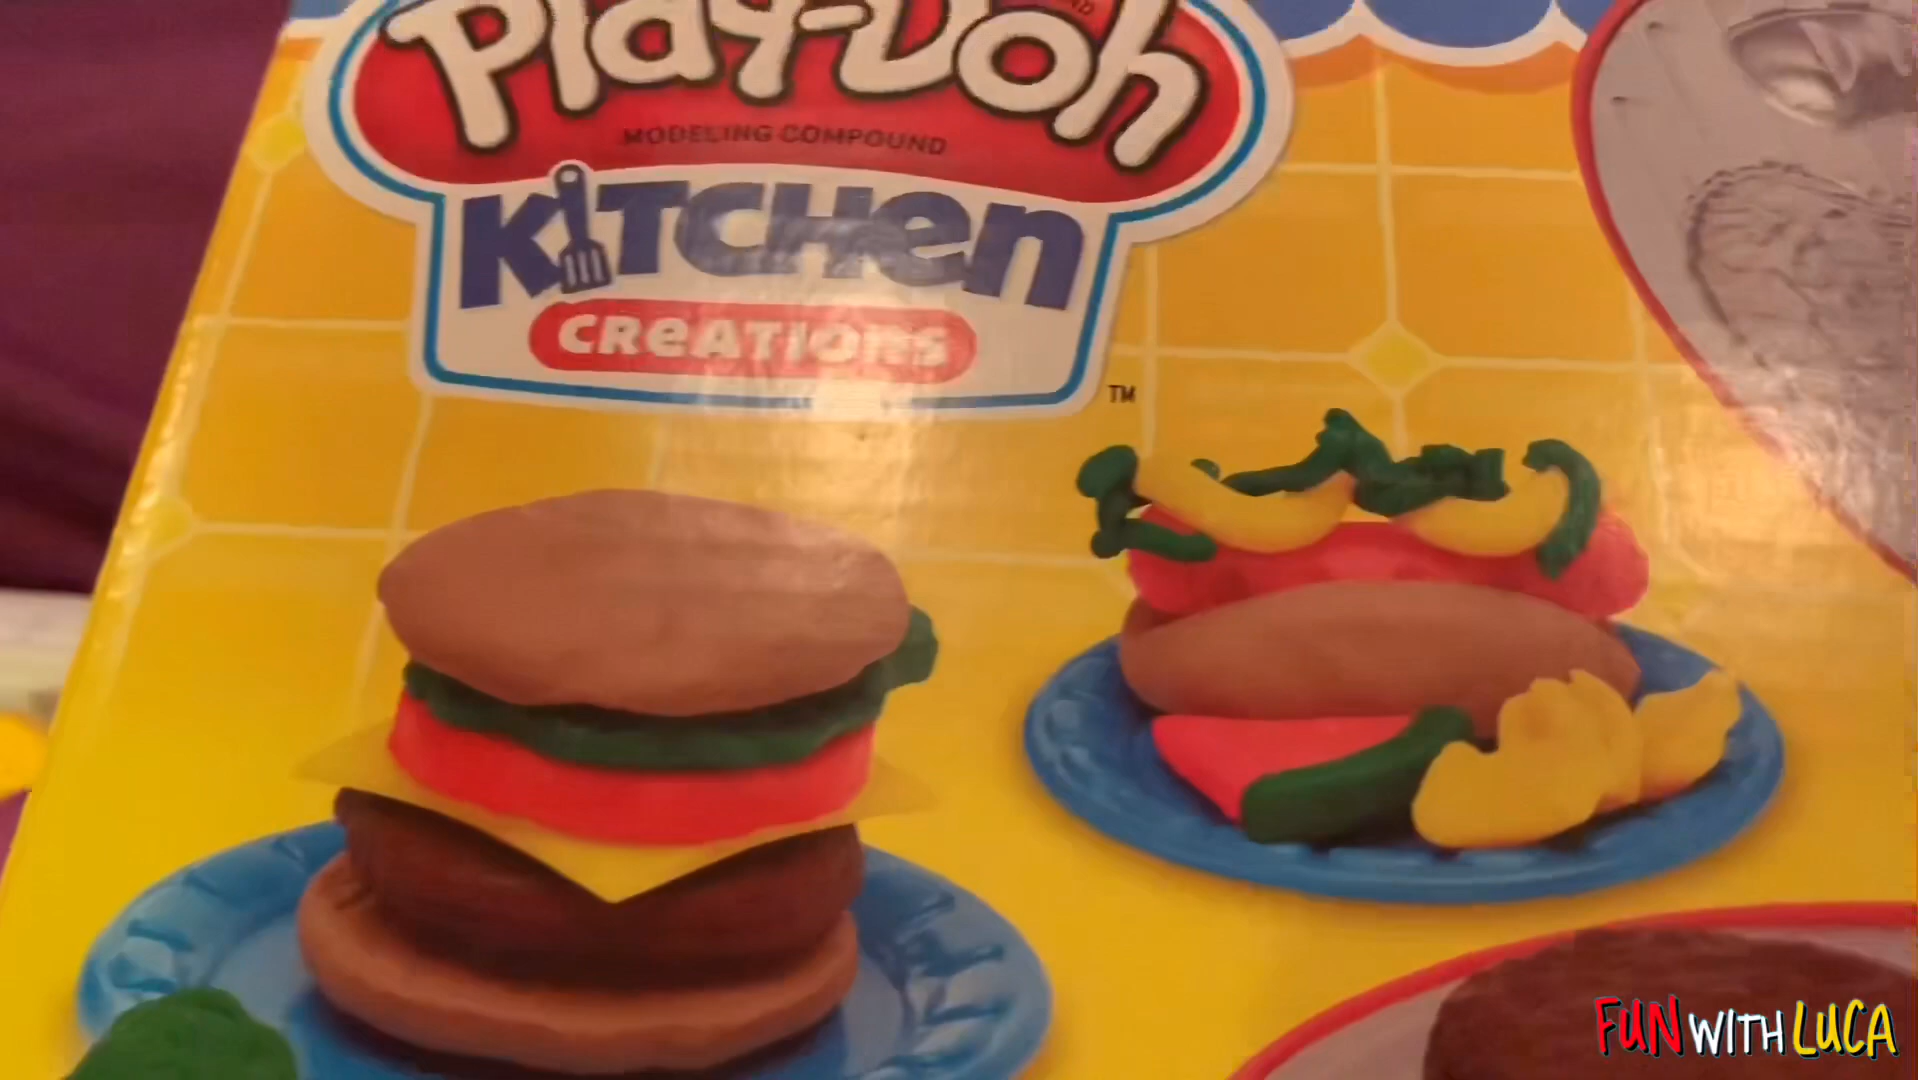 Play-Doh
MODELING COMPOUND
KITCHEN
CREATIONS
TM
FUN WITH LUCA